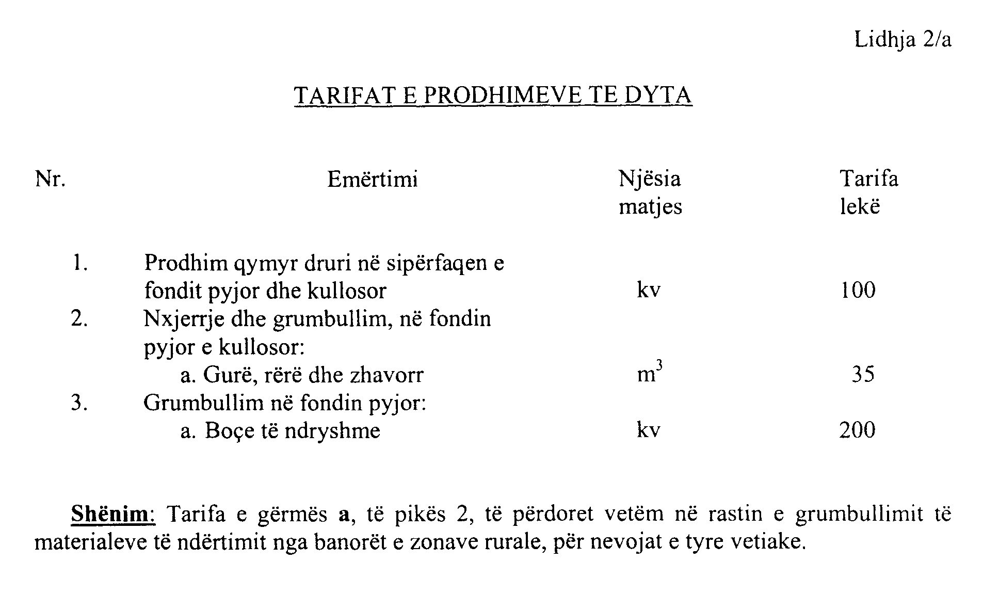 Lidhja 2/a
TARIFAT E PRODHIMEVE TE DYTA
Nr. Emërtimi Njësia Tarifa
matjes lekë
1. Prodhim qymyr druri në sipërfaqen e
fondit pyjor dhe kullosor kv 100
2. Nxjerrje dhe grumbullim, në fondin
pyjor e kullosor:
a. Gurë, rërë dhe zhavorr m³ 35
3. Grumbullim në fondin pyjor:
a. Boçe të ndryshme kv 200
Shënim: Tarifa e gërmës a, të pikës 2, të përdoret vetëm në rastin e grumbullimit të
materialeve të ndërtimit nga banorët e zonave rurale, për nevojat e tyre vetiake.